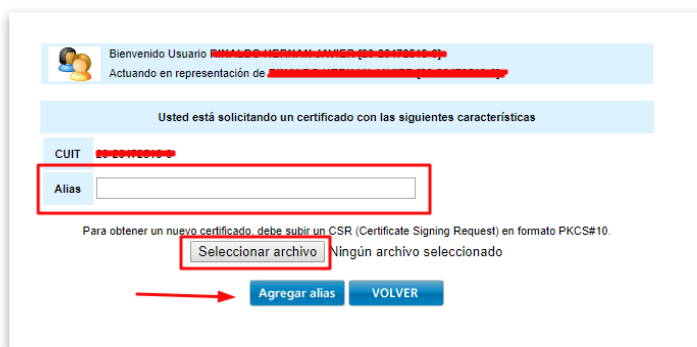 Bienvenido Usuario
Actuando en representación de
Usted está solicitando un certificado con las siguientes características
CUIT
Alias
Para obtener un nuevo certificado, debe subir un CSR (Certificate Signing Request) en formato PKCS#10.
Seleccionar archivo Ningún archivo seleccionado
Agregar alias VOLVER